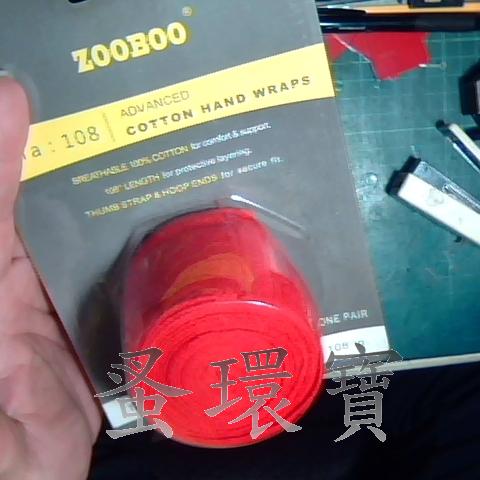 ZOOBOO®
a : 108
ADVANCED
COTTON HAND WRAPS
BREATHABLE 100% COTTON for comfort & support.
108" LENGTH for protective layering.
THUMB STRAP & HOOP ENDS for secure fit.
ONE PAIR
108
蚤環寶